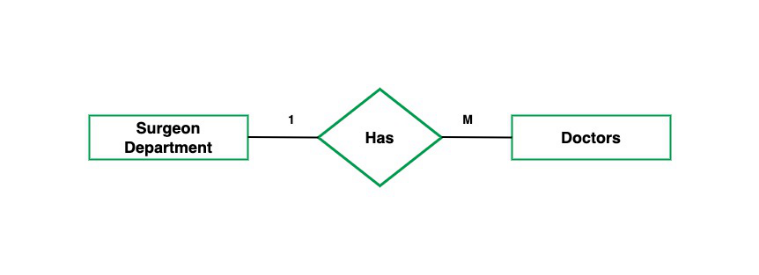 1
M
Surgeon
Department
Has
Doctors